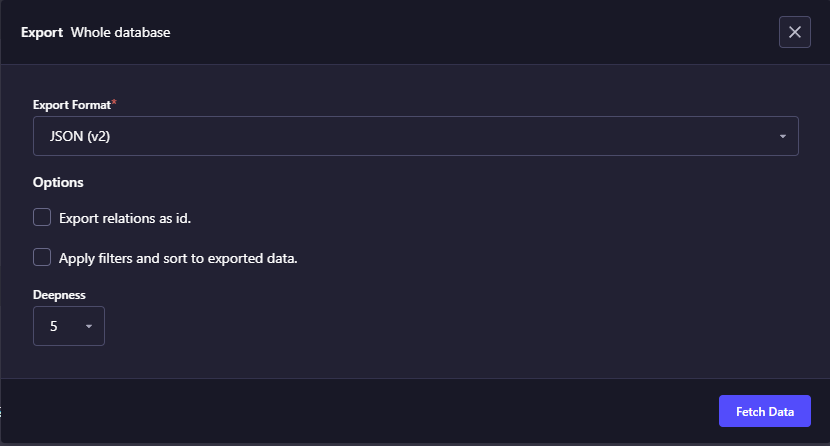 Export Whole database
Export Format*
JSON (v2)
Options
Export relations as id.
Apply filters and sort to exported data.
Deepness
5
Fetch Data